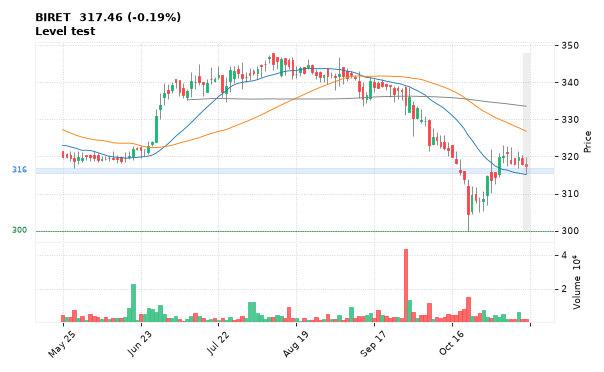 BIRET 317.46 (-0.19%)
Level test
350
340
330
320
310
300
Price
316
300
4
2
Volume 10⁶
May 25
Jun 23
Jul 22
Aug 19
Sep 17
Oct 16